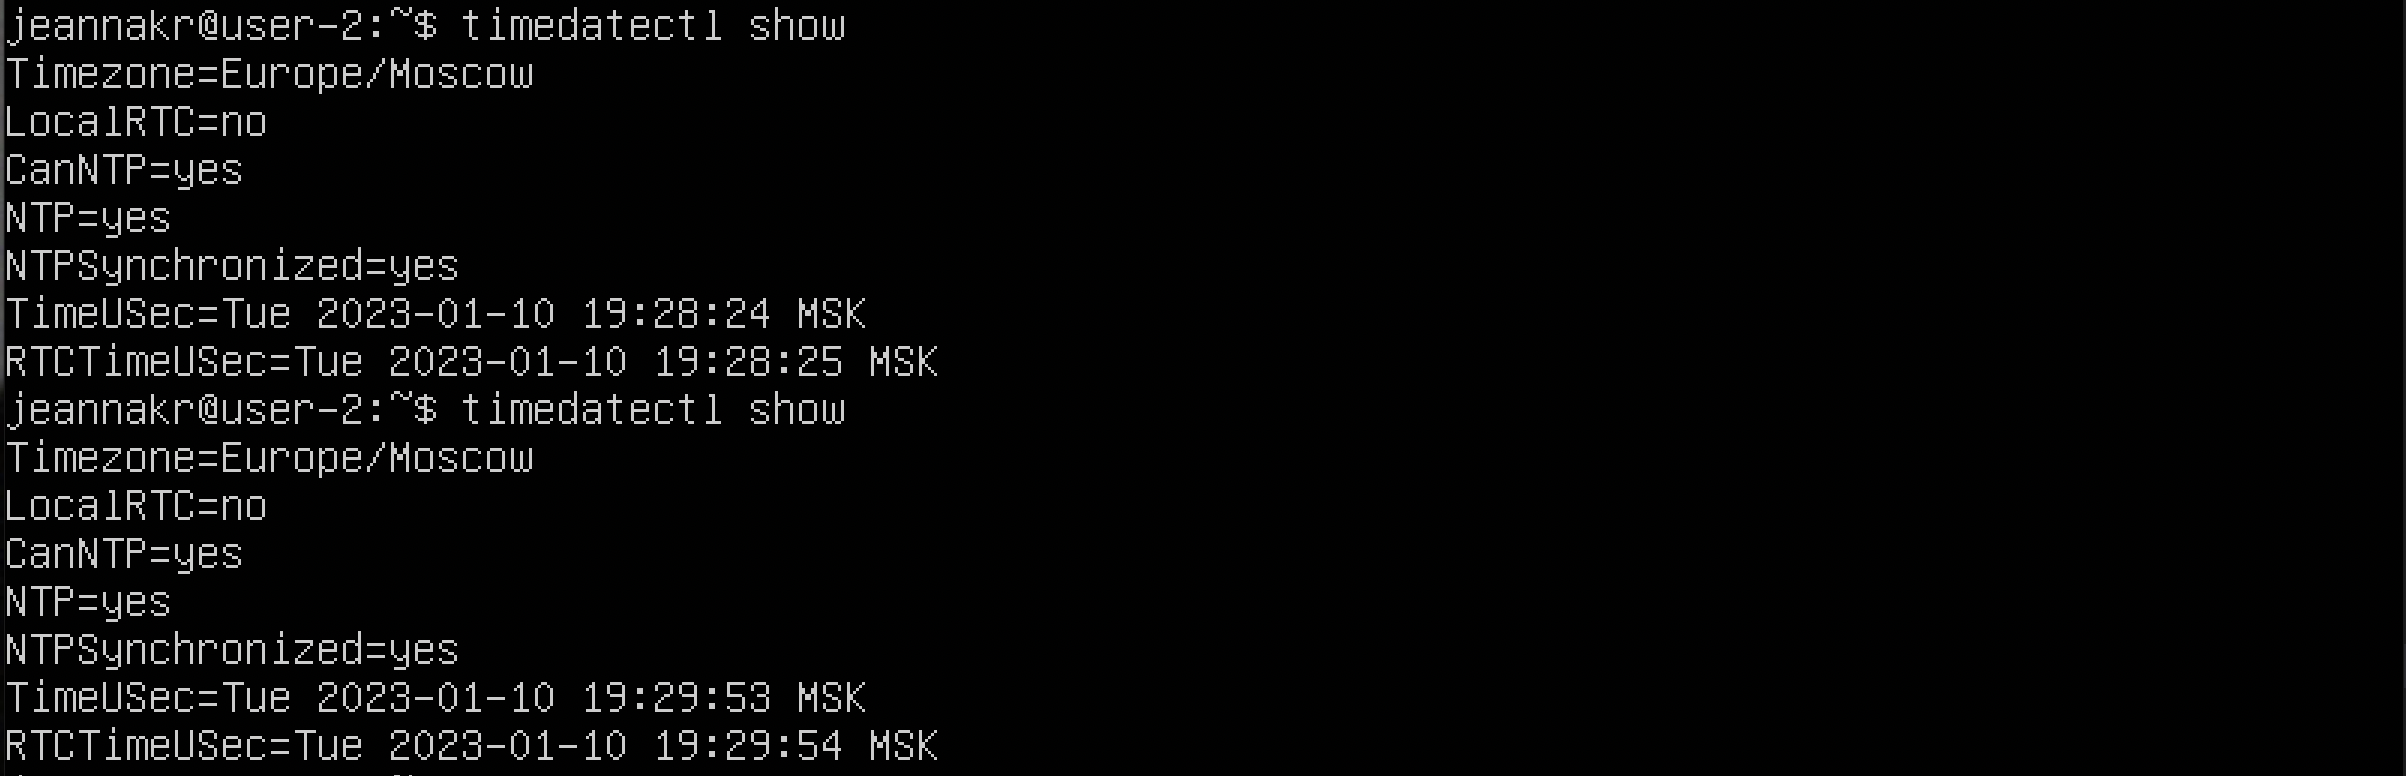 jeannakr@user-2:~$ timedatectl show
Timezone=Europe/Moscow
LocalRTC=no
CanNTP=yes
NTP=yes
NTPSynchronized=yes
TimeUSec=Tue 2023-01-10 19:28:24 MSK
RTCTimeUSec=Tue 2023-01-10 19:28:25 MSK
jeannakr@user-2:~$ timedatectl show
Timezone=Europe/Moscow
LocalRTC=no
CanNTP=yes
NTP=yes
NTPSynchronized=yes
TimeUSec=Tue 2023-01-10 19:29:53 MSK
RTCTimeUSec=Tue 2023-01-10 19:29:54 MSK